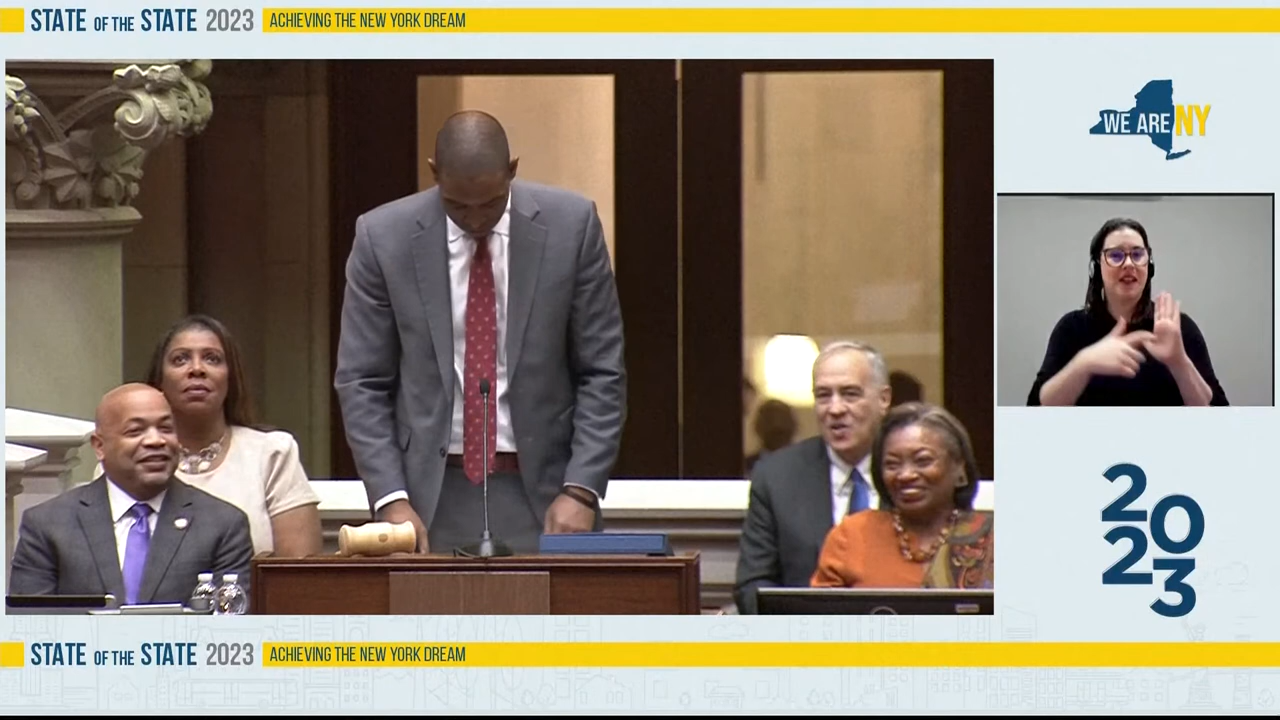 STATE OF THE STATE 2023 ACHIEVING THE NEW YORK DREAM
WE ARE NY
2023
STATE OF THE STATE 2023 ACHIEVING THE NEW YORK DREAM